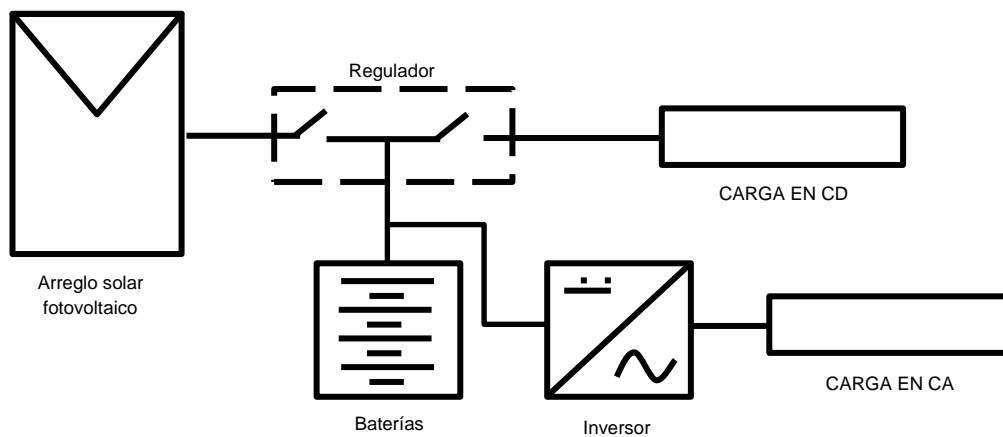 Regulador
CARGA EN CD
Arreglo solar
fotovoltaico
CARGA EN CA
Baterías
Inversor